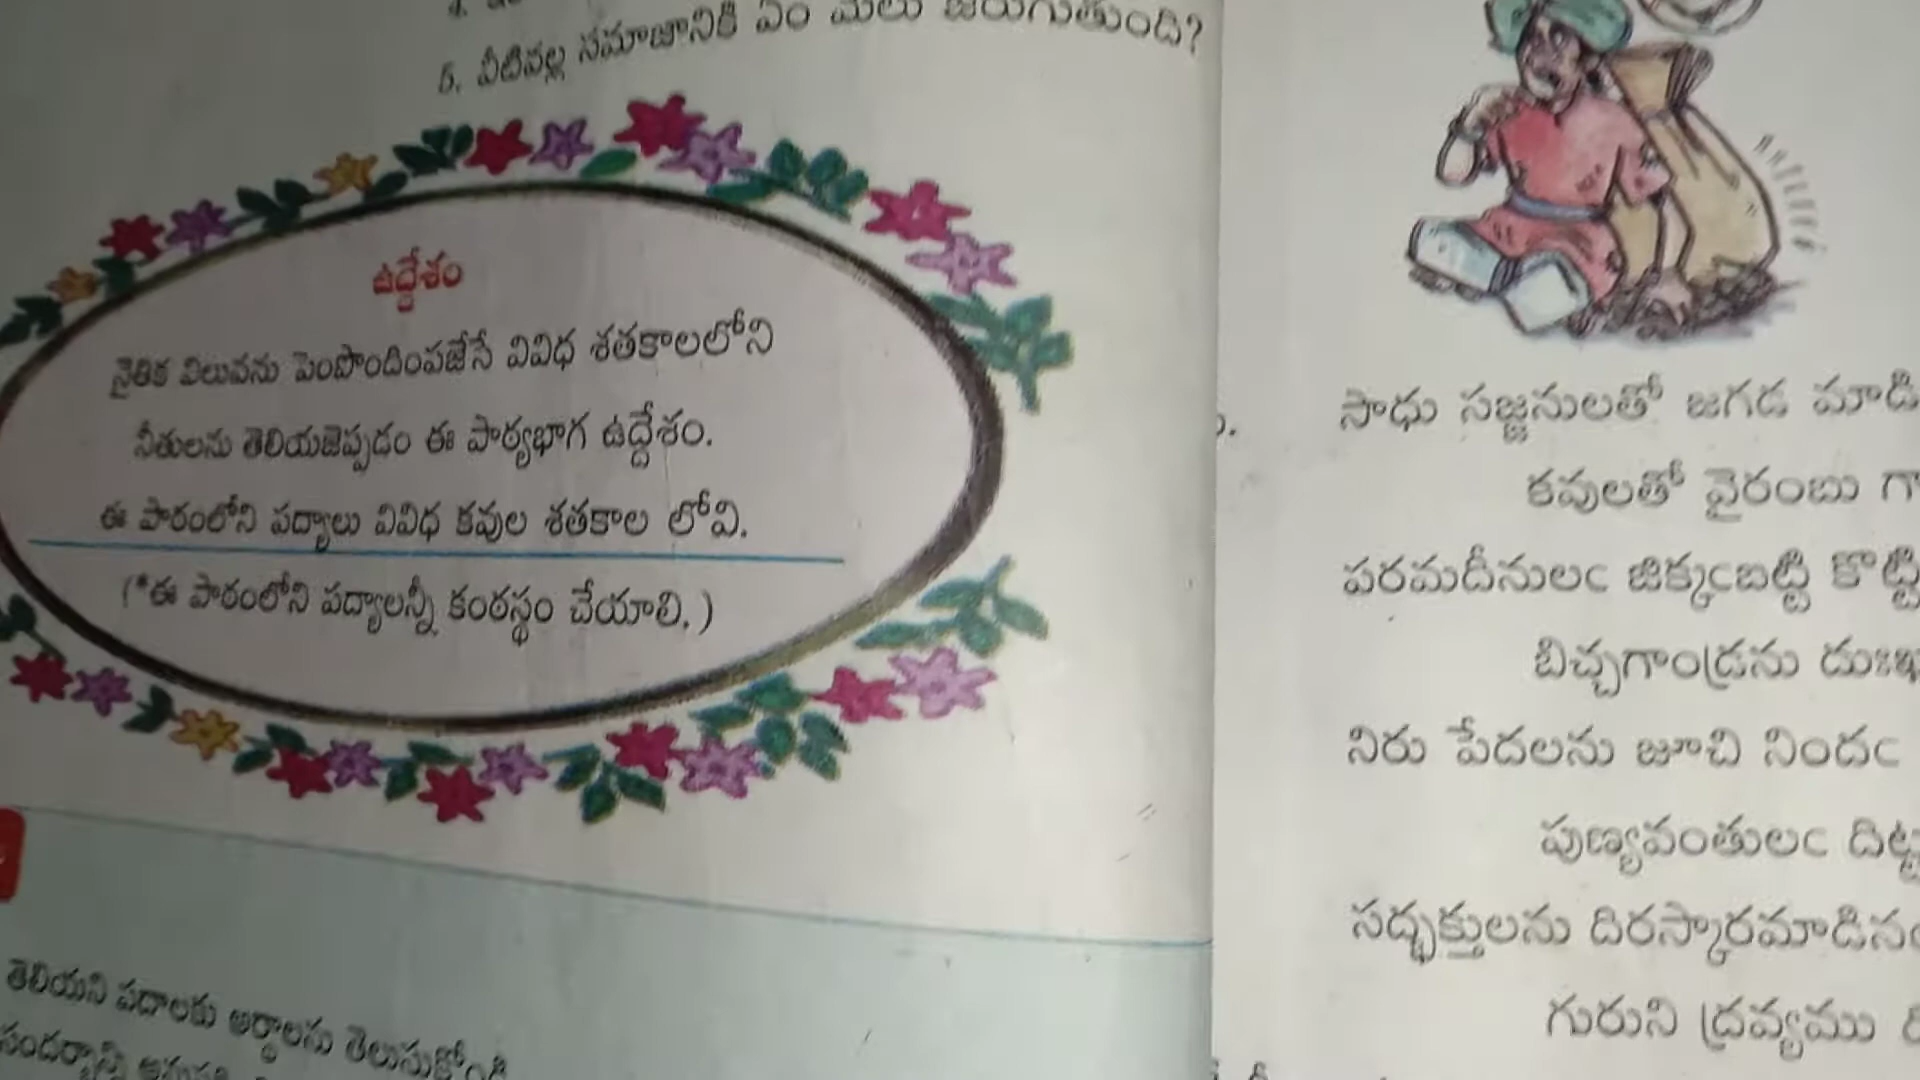 5. వీటివల్ల సమాజానికి ఏం మేలు జరుగుతుంది?
ఉద్దేశం
నైతిక విలువను పెంపొందింపజేసే వివిధ శతకాలలోని
నీతులను తెలియజెప్పడం ఈ పాఠ్యభాగ ఉద్దేశం.
ఈ పాఠంలోని పద్యాలు వివిధ కవుల శతకాల లోవి.
(*ఈ పాఠంలోని పద్యాలన్నీ కంఠస్థం చేయాలి.)
తెలియని పదాలకు అర్థాలను తెలుసుకోండి
సాధు సజ్జనులతో జగడ మాడి
కవులతో వైరంబు గా
పరమదీనులఁ జిక్కఁబట్టి కొట్టి
బిచ్చగాండ్రను దుఃఖ
నిరు పేదలను జూచి నిందఁ
పుణ్యవంతులఁ దిట్ట
సద్భక్తులను దిరస్కారమాడిన
గురుని ద్రవ్యము